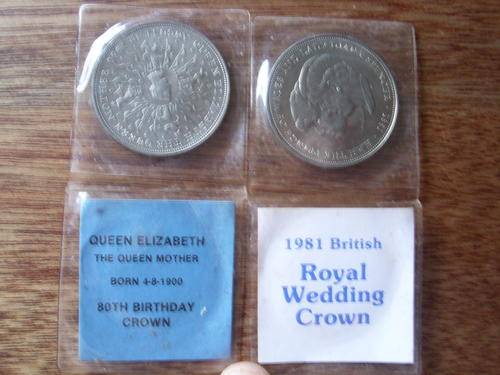 QUEEN ELIZABETH
THE QUEEN MOTHER
BORN 4-8-1900
80TH BIRTHDAY
CROWN
1981 British
Royal
Wedding
Crown